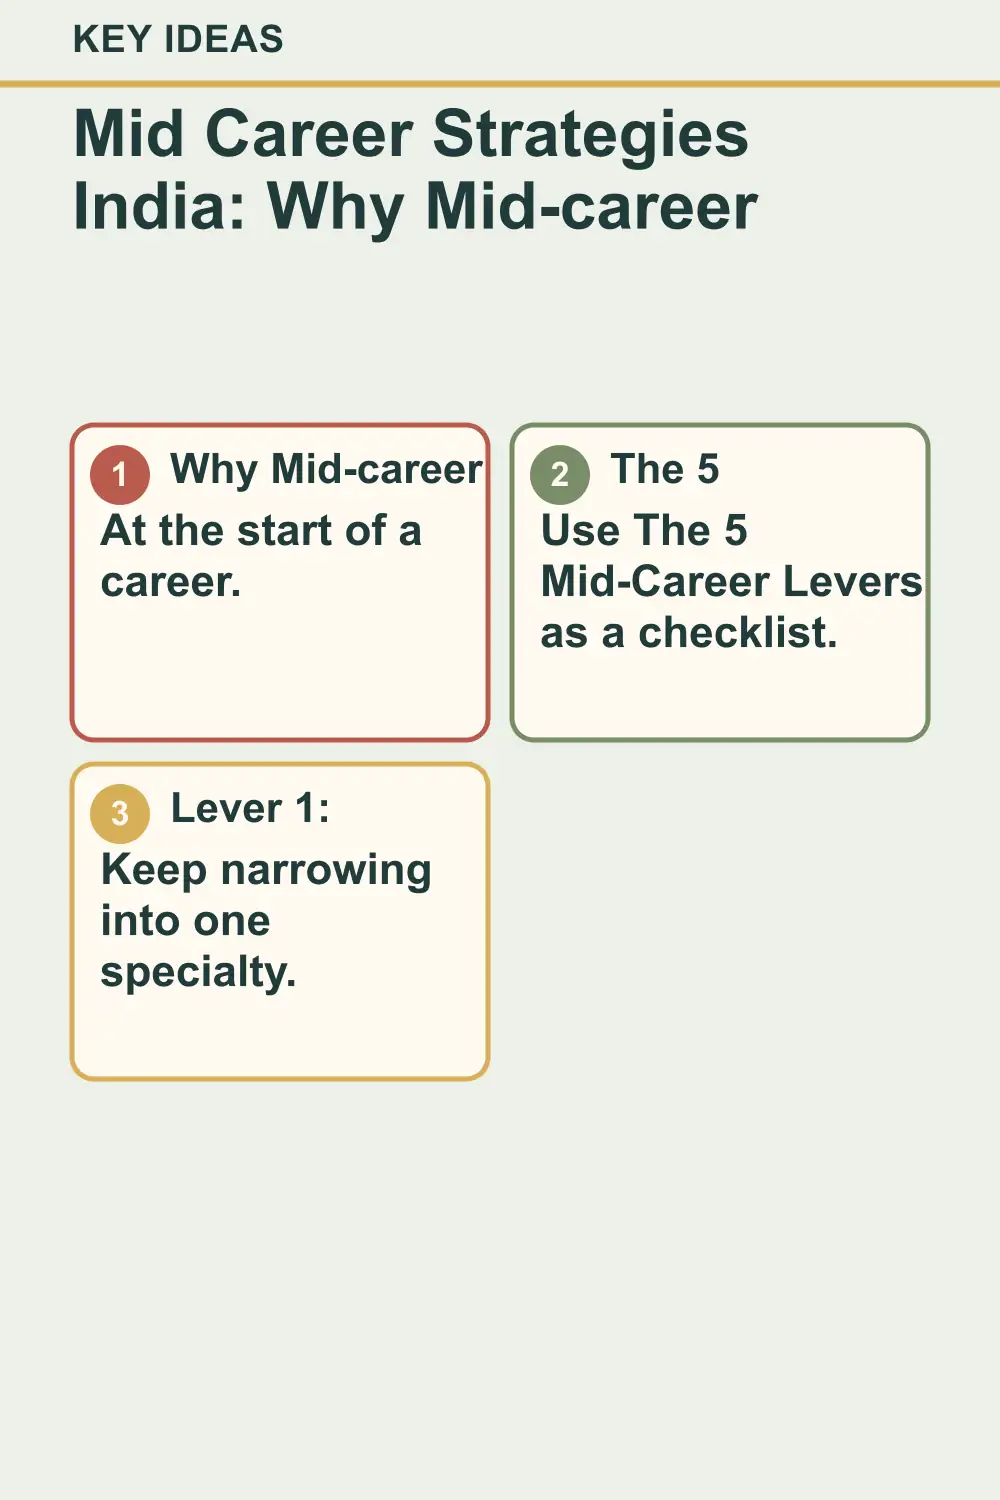 KEY IDEAS
Mid Career Strategies
India: Why Mid-career
1 Why Mid-career
At the start of a
career.
2 The 5
Use The 5
Mid-Career Levers
as a checklist.
3 Lever 1:
Keep narrowing
into one
specialty.